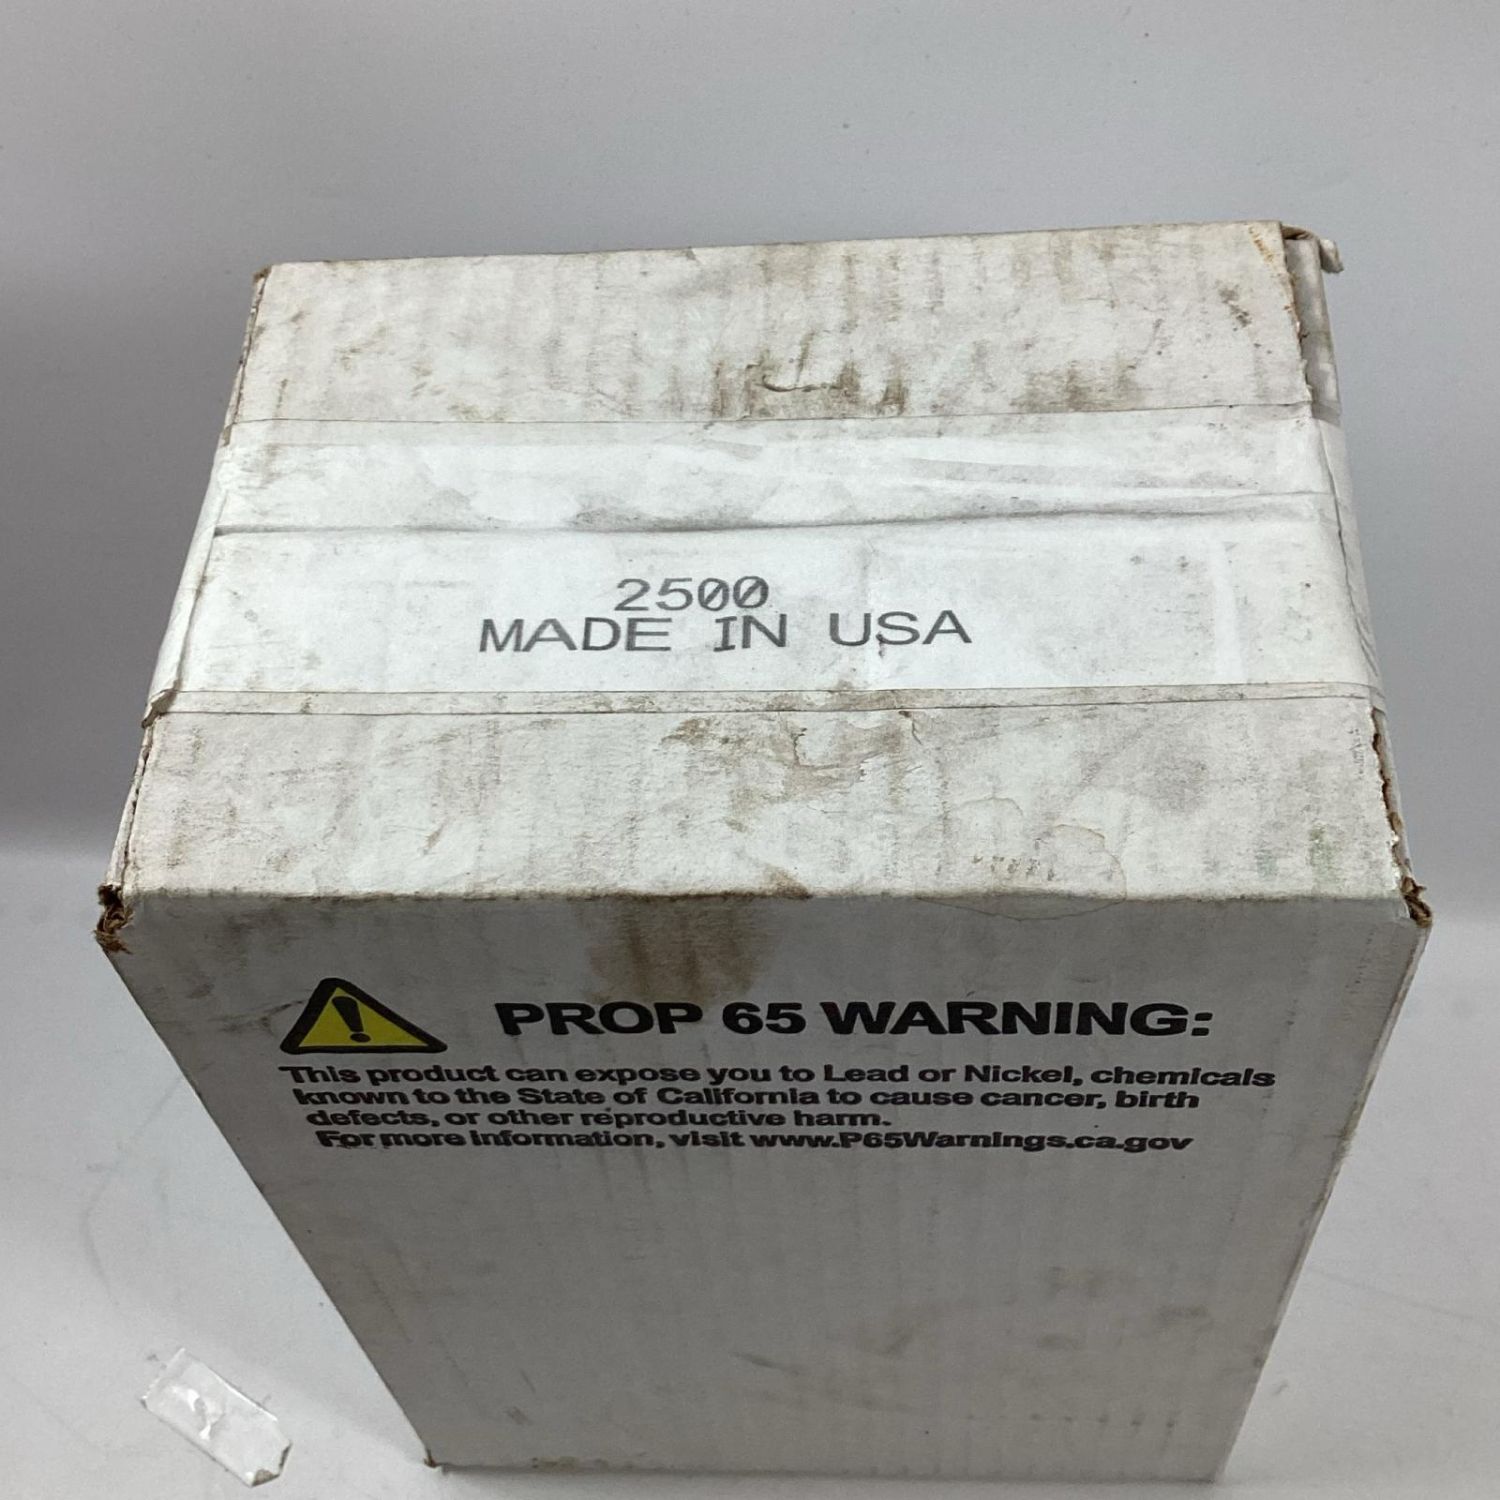 2500
MADE IN USA
PROP 65 WARNING:
This product can expose you to Lead or Nickel, chemicals
known to the State of California to cause cancer, birth
defects, or other reproductive harm.
For more information, visit www.P65Warnings.ca.gov